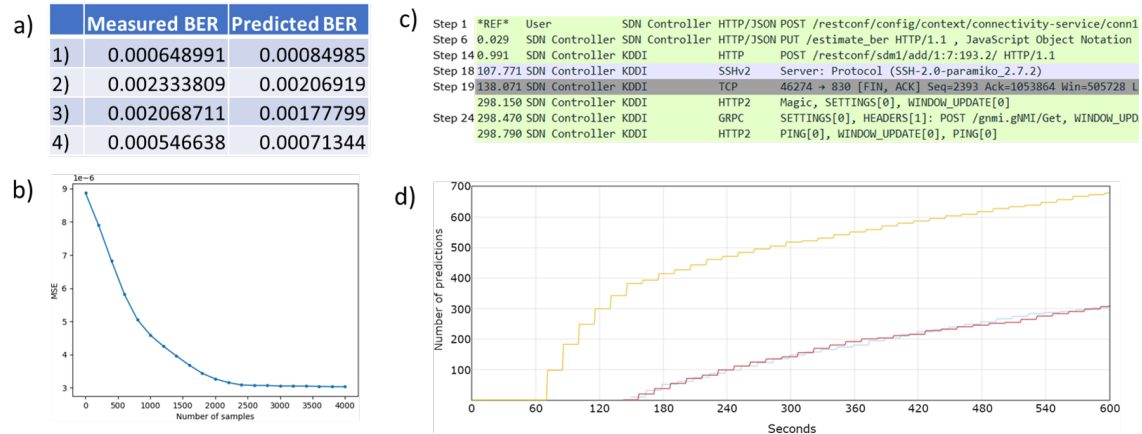 a)
Measured BER Predicted BER
1) 0.000648991 0.00084985
2) 0.002333809 0.00206919
3) 0.002068711 0.00177799
4) 0.000546638 0.00071344
b)
1e-6
9
8
7
6
5
4
3
MSE
0 500 1000 1500 2000 2500 3000 3500 4000
Number of samples
c)
Step 1 *REF* User SDN Controller HTTP/JSON POST /restconf/config/context/connectivity-service/conn1
Step 6 0.029 SDN Controller SDN Controller HTTP/JSON PUT /estimate_ber HTTP/1.1 , JavaScript Object Notation
Step 14 0.991 SDN Controller KDDI HTTP POST /restconf/sdm1/add/1:7:193.2/ HTTP/1.1
Step 18 107.771 SDN Controller KDDI SSHv2 Server: Protocol (SSH-2.0-paramiko_2.7.2)
Step 19 138.071 SDN Controller KDDI TCP 46274 → 830 [FIN, ACK] Seq=2393 Ack=1053864 Win=505728 L
298.150 SDN Controller KDDI HTTP2 Magic, SETTINGS[0], WINDOW_UPDATE[0]
Step 24 298.470 SDN Controller KDDI GRPC SETTINGS[0], HEADERS[1]: POST /gnmi.gNMI/Get, WINDOW_UPD
298.790 SDN Controller KDDI HTTP2 PING[0], WINDOW_UPDATE[0], PING[0]
d)
700
600
500
400
300
200
100
Number of predictions
0 60 120 180 240 300 360 420 480 540 600
Seconds